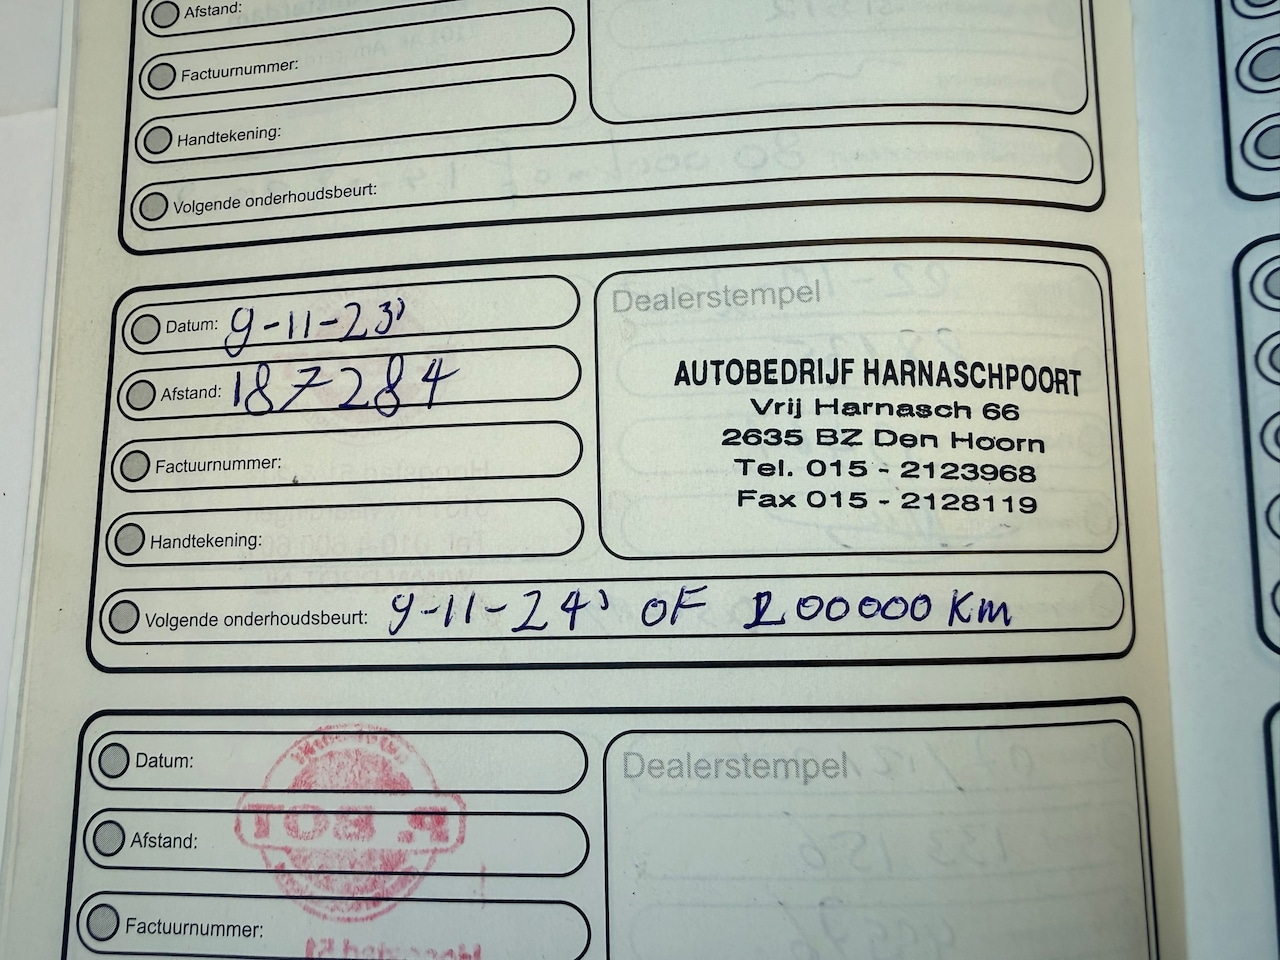 Afstand:
Factuurnummer:
Handtekening:
Volgende onderhoudsbeurt:
Datum: 9-11-23'
Afstand: 187284
Factuurnummer:
Handtekening:
Dealerstempel
AUTOBEDRIJF HARNASCHPOORT
Vrij Harnasch 66
2635 BZ Den Hoorn
Tel. 015 - 2123968
Fax 015 - 2128119
Volgende onderhoudsbeurt: 9-11-24' OF 200000 Km
Datum:
Afstand:
Factuurnummer:
Dealerstempel